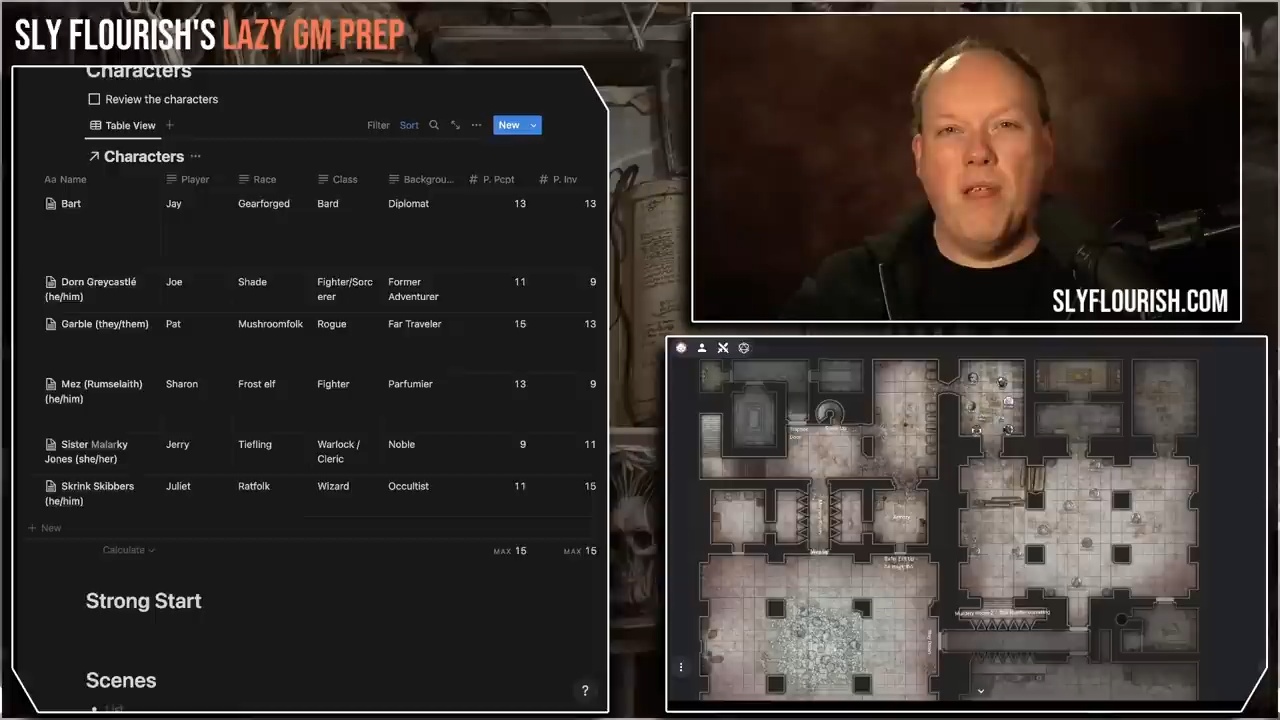 SLY FLOURISH'S LAZY GM PREP
Characters
Review the characters
Table View +
Filter Sort ... New
Characters ...
Aa Name Player Race Class Backgrou... # P. Pcpt # P. Inv
Bart Jay Gearforged Bard Diplomat 13 13
Dorn Greycastlé Joe Shade Fighter/Sorc Former 11 9
(he/him) erer Adventurer
Garble (they/them) Pat Mushroomfolk Rogue Far Traveler 15 13
Mez (Rumselaith) Sharon Frost elf Fighter Parfumier 13 9
(he/him)
Sister Malarky Jerry Tiefling Warlock / Noble 9 11
Jones (she/her) Cleric
Skrink Skibbers Juliet Ratfolk Wizard Occultist 11 15
(he/him)
+ New
Calculate MAX 15 MAX 15
Strong Start
Scenes
?
SLYFLOURISH.COM